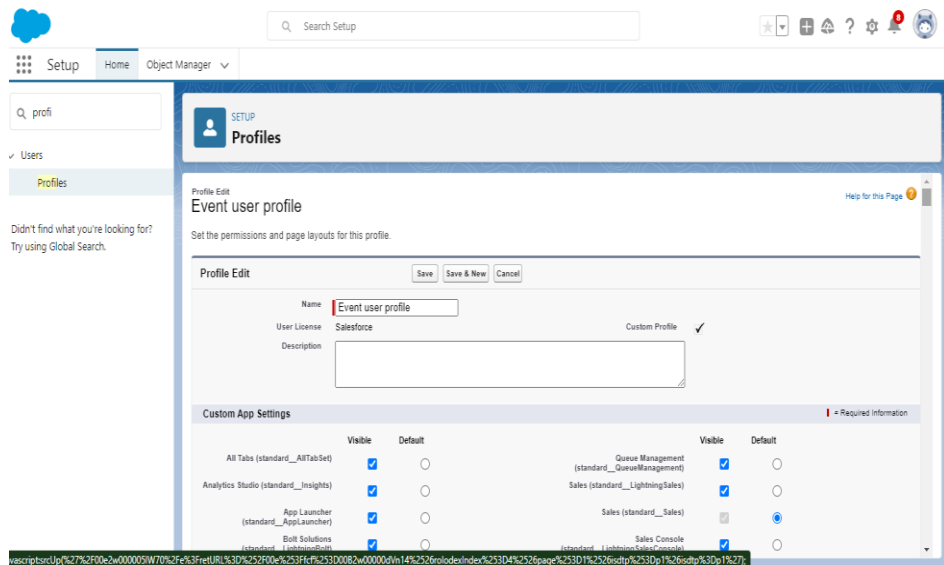 Search Setup
8
Setup Home Object Manager
profi
Users
Profiles
Didn't find what you're looking for?
Try using Global Search.
SETUP
Profiles
Profile Edit
Event user profile
Help for this Page
Set the permissions and page layouts for this profile.
Profile Edit
Save Save & New Cancel
Name Event user profile
User License Salesforce Custom Profile
Description
Custom App Settings
= Required Information
Visible Default Visible Default
All Tabs (standard__AllTabSet) Queue Management
(standard__QueueManagement)
Analytics Studio (standard__Insights) Sales (standard__LightningSales)
App Launcher
(standard__AppLauncher) Sales (standard__Sales)
Bolt Solutions
(standard__LightningBolt) Sales Console
(standard__LightningSalesConsole)